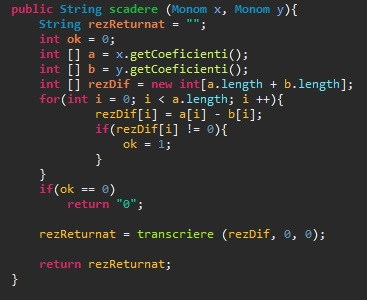 public String scadere (Monom x, Monom y){
    String rezReturnat = "";
    int ok = 0;
    int [] a = x.getCoeficienti();
    int [] b = y.getCoeficienti();
    int [] rezDif = new int[a.length + b.length];
    for(int i = 0; i < a.length; i ++){
            rezDif[i] = a[i] - b[i];
            if(rezDif[i] != 0){
                ok = 1;
            }
    }
    if(ok == 0)
        return "0";

    rezReturnat = transcriere (rezDif, 0, 0);

    return rezReturnat;
}